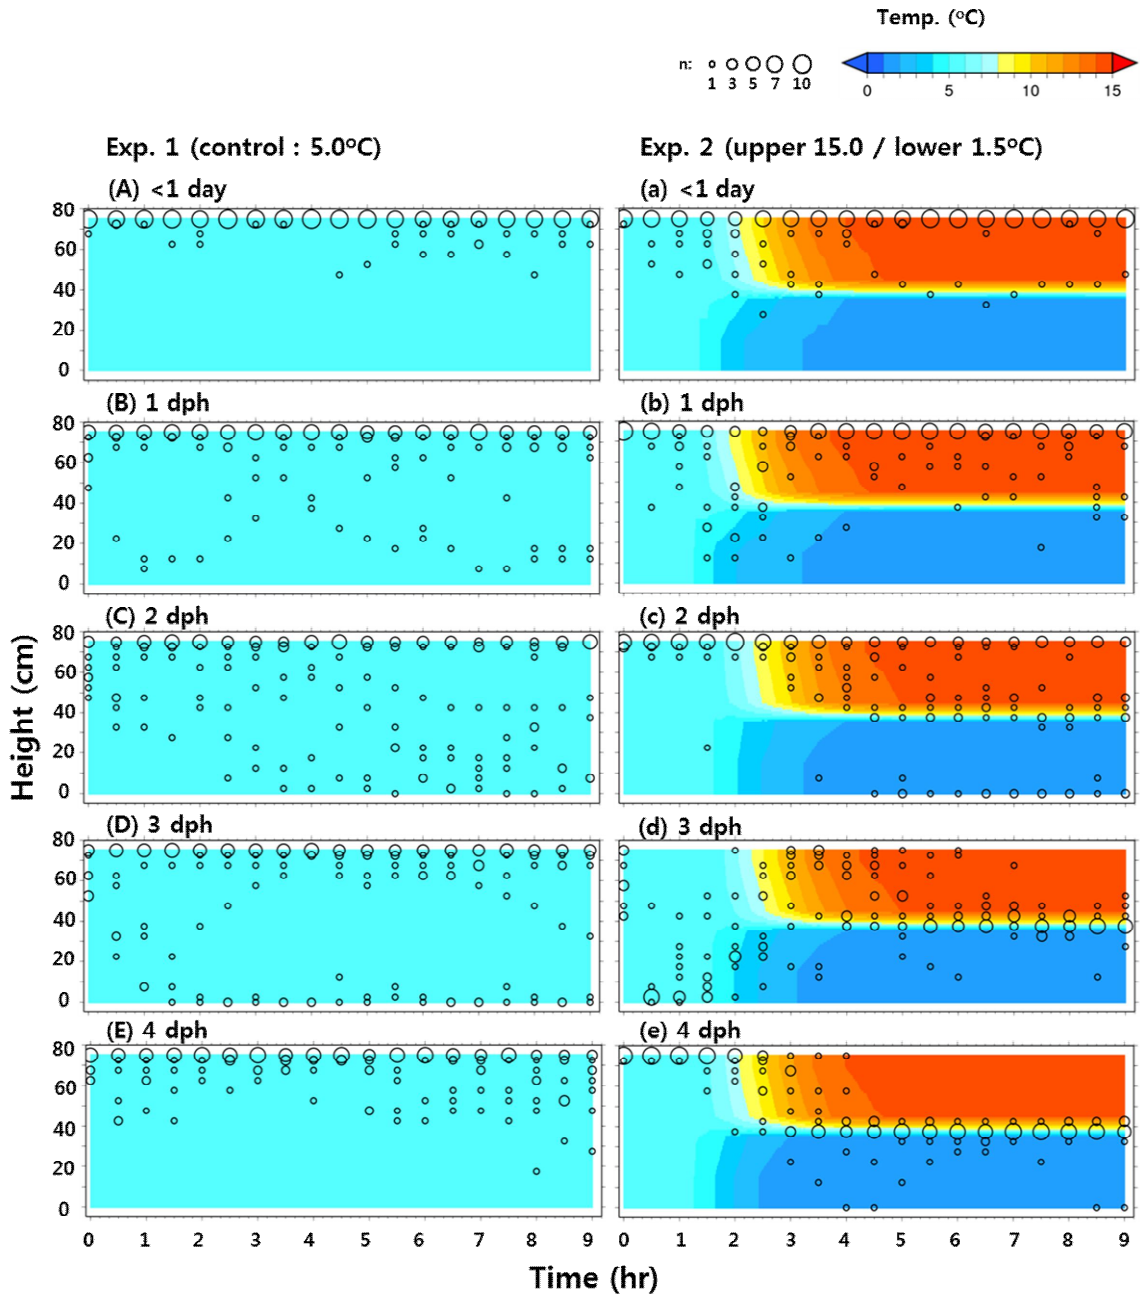 Temp. (°C)
n:
1 3 5 7 10
0 5 10 15
Exp. 1 (control : 5.0°C)
Exp. 2 (upper 15.0 / lower 1.5°C)
(A) <1 day
(a) <1 day
80
60
40
20
0
(B) 1 dph
(b) 1 dph
80
60
40
20
0
(C) 2 dph
(c) 2 dph
80
60
40
20
0
(D) 3 dph
(d) 3 dph
80
60
40
20
0
(E) 4 dph
(e) 4 dph
80
60
40
20
0
Height (cm)
0 1 2 3 4 5 6 7 8 9
0 1 2 3 4 5 6 7 8 9
Time (hr)